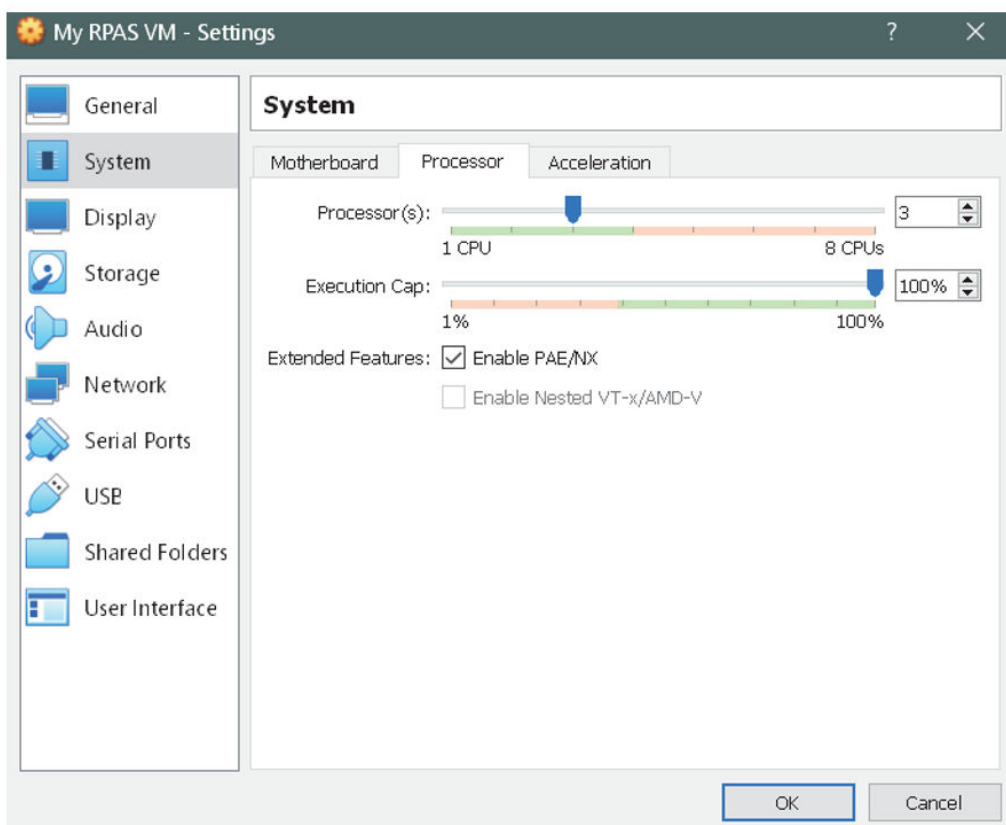 My RPAS VM - Settings
?
General
System
Display
Storage
Audio
Network
Serial Ports
USB
Shared Folders
User Interface
System
Motherboard Processor Acceleration
Processor(s): 3
1 CPU 8 CPUs
Execution Cap: 100%
1% 100%
Extended Features: Enable PAE/NX
Enable Nested VT-x/AMD-V
OK Cancel